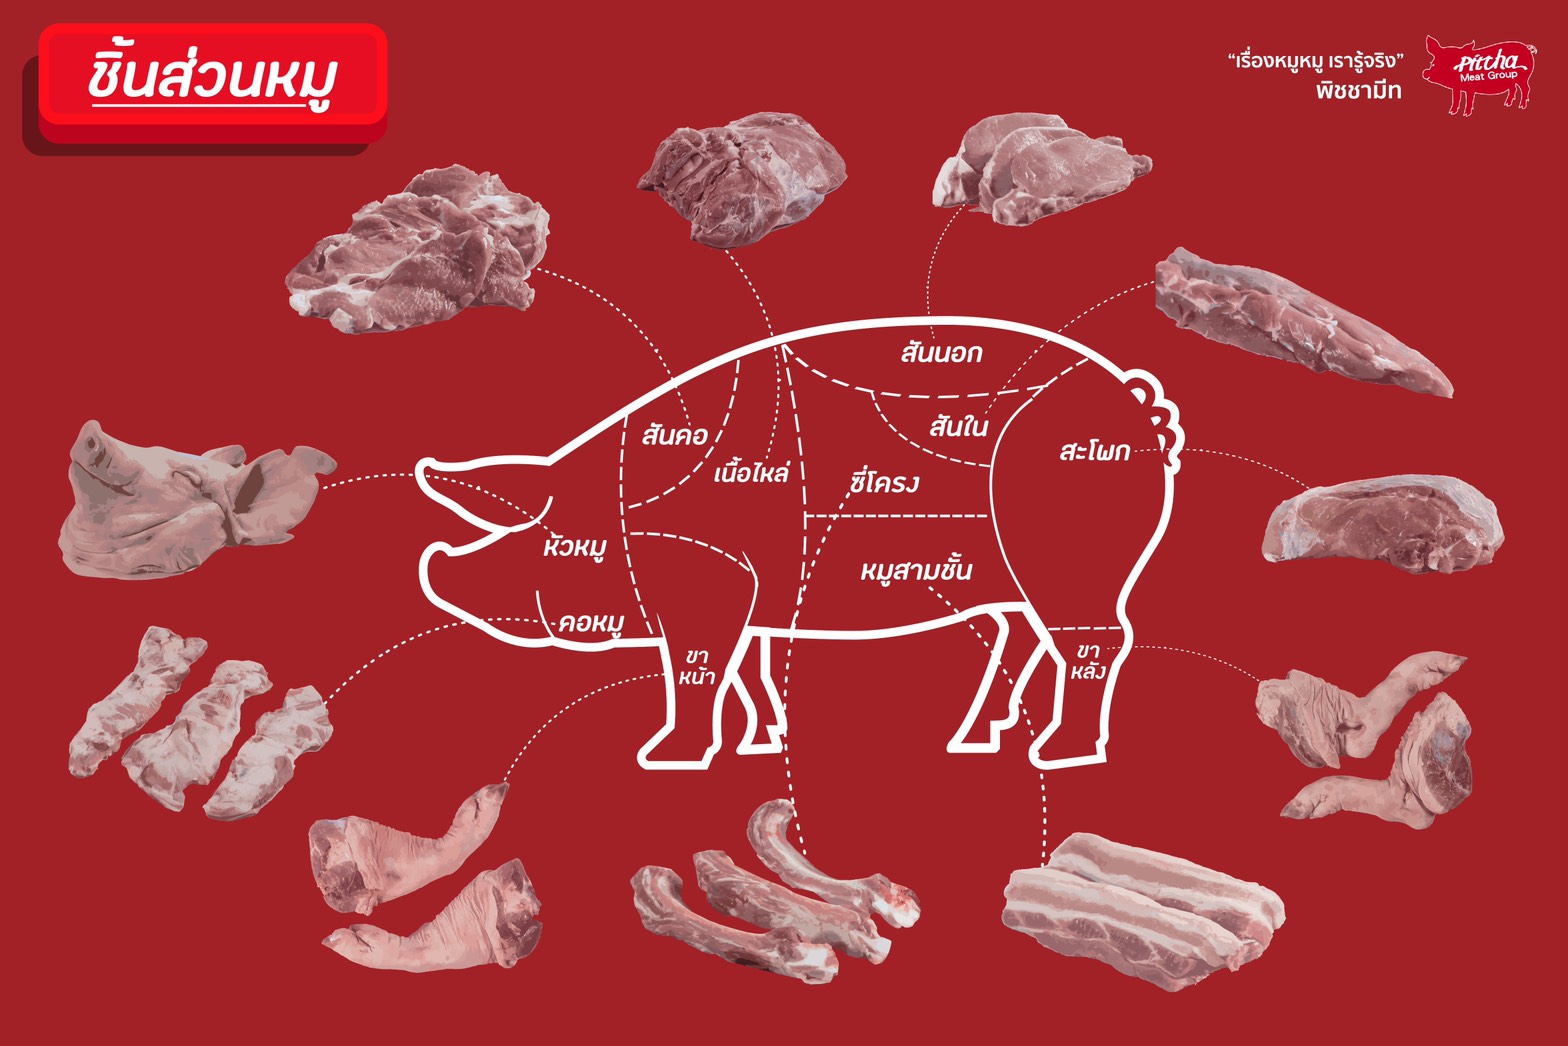 ชิ้นส่วนหมู
“เรื่องหมูหมู เรารู้จริง”
พิชชามีท
Pittha
Meat Group
สันนอก
สันคอ
สันใน
เนื้อไหล่
สะโพก
ซี่โครง
หัวหมู
หมูสามชั้น
คอหมู
ขา
หน้า
ขา
หลัง